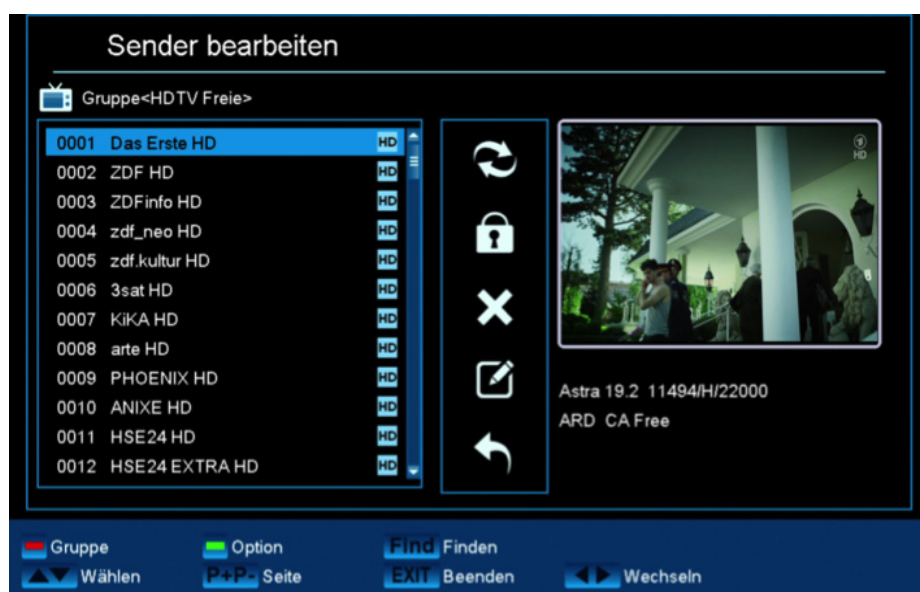 Sender bearbeiten
Gruppe<HDTV Freie>
0001 Das Erste HD HD
0002 ZDF HD HD
0003 ZDFinfo HD HD
0004 zdf_neo HD HD
0005 zdf.kultur HD HD
0006 3sat HD HD
0007 KiKA HD HD
0008 arte HD HD
0009 PHOENIX HD HD
0010 ANIXE HD HD
0011 HSE24 HD HD
0012 HSE24 EXTRA HD HD
HD
Astra 19.2 11494/H/22000
ARD CA Free
Gruppe Option Find Finden
Wählen P+P- Seite EXIT Beenden Wechseln